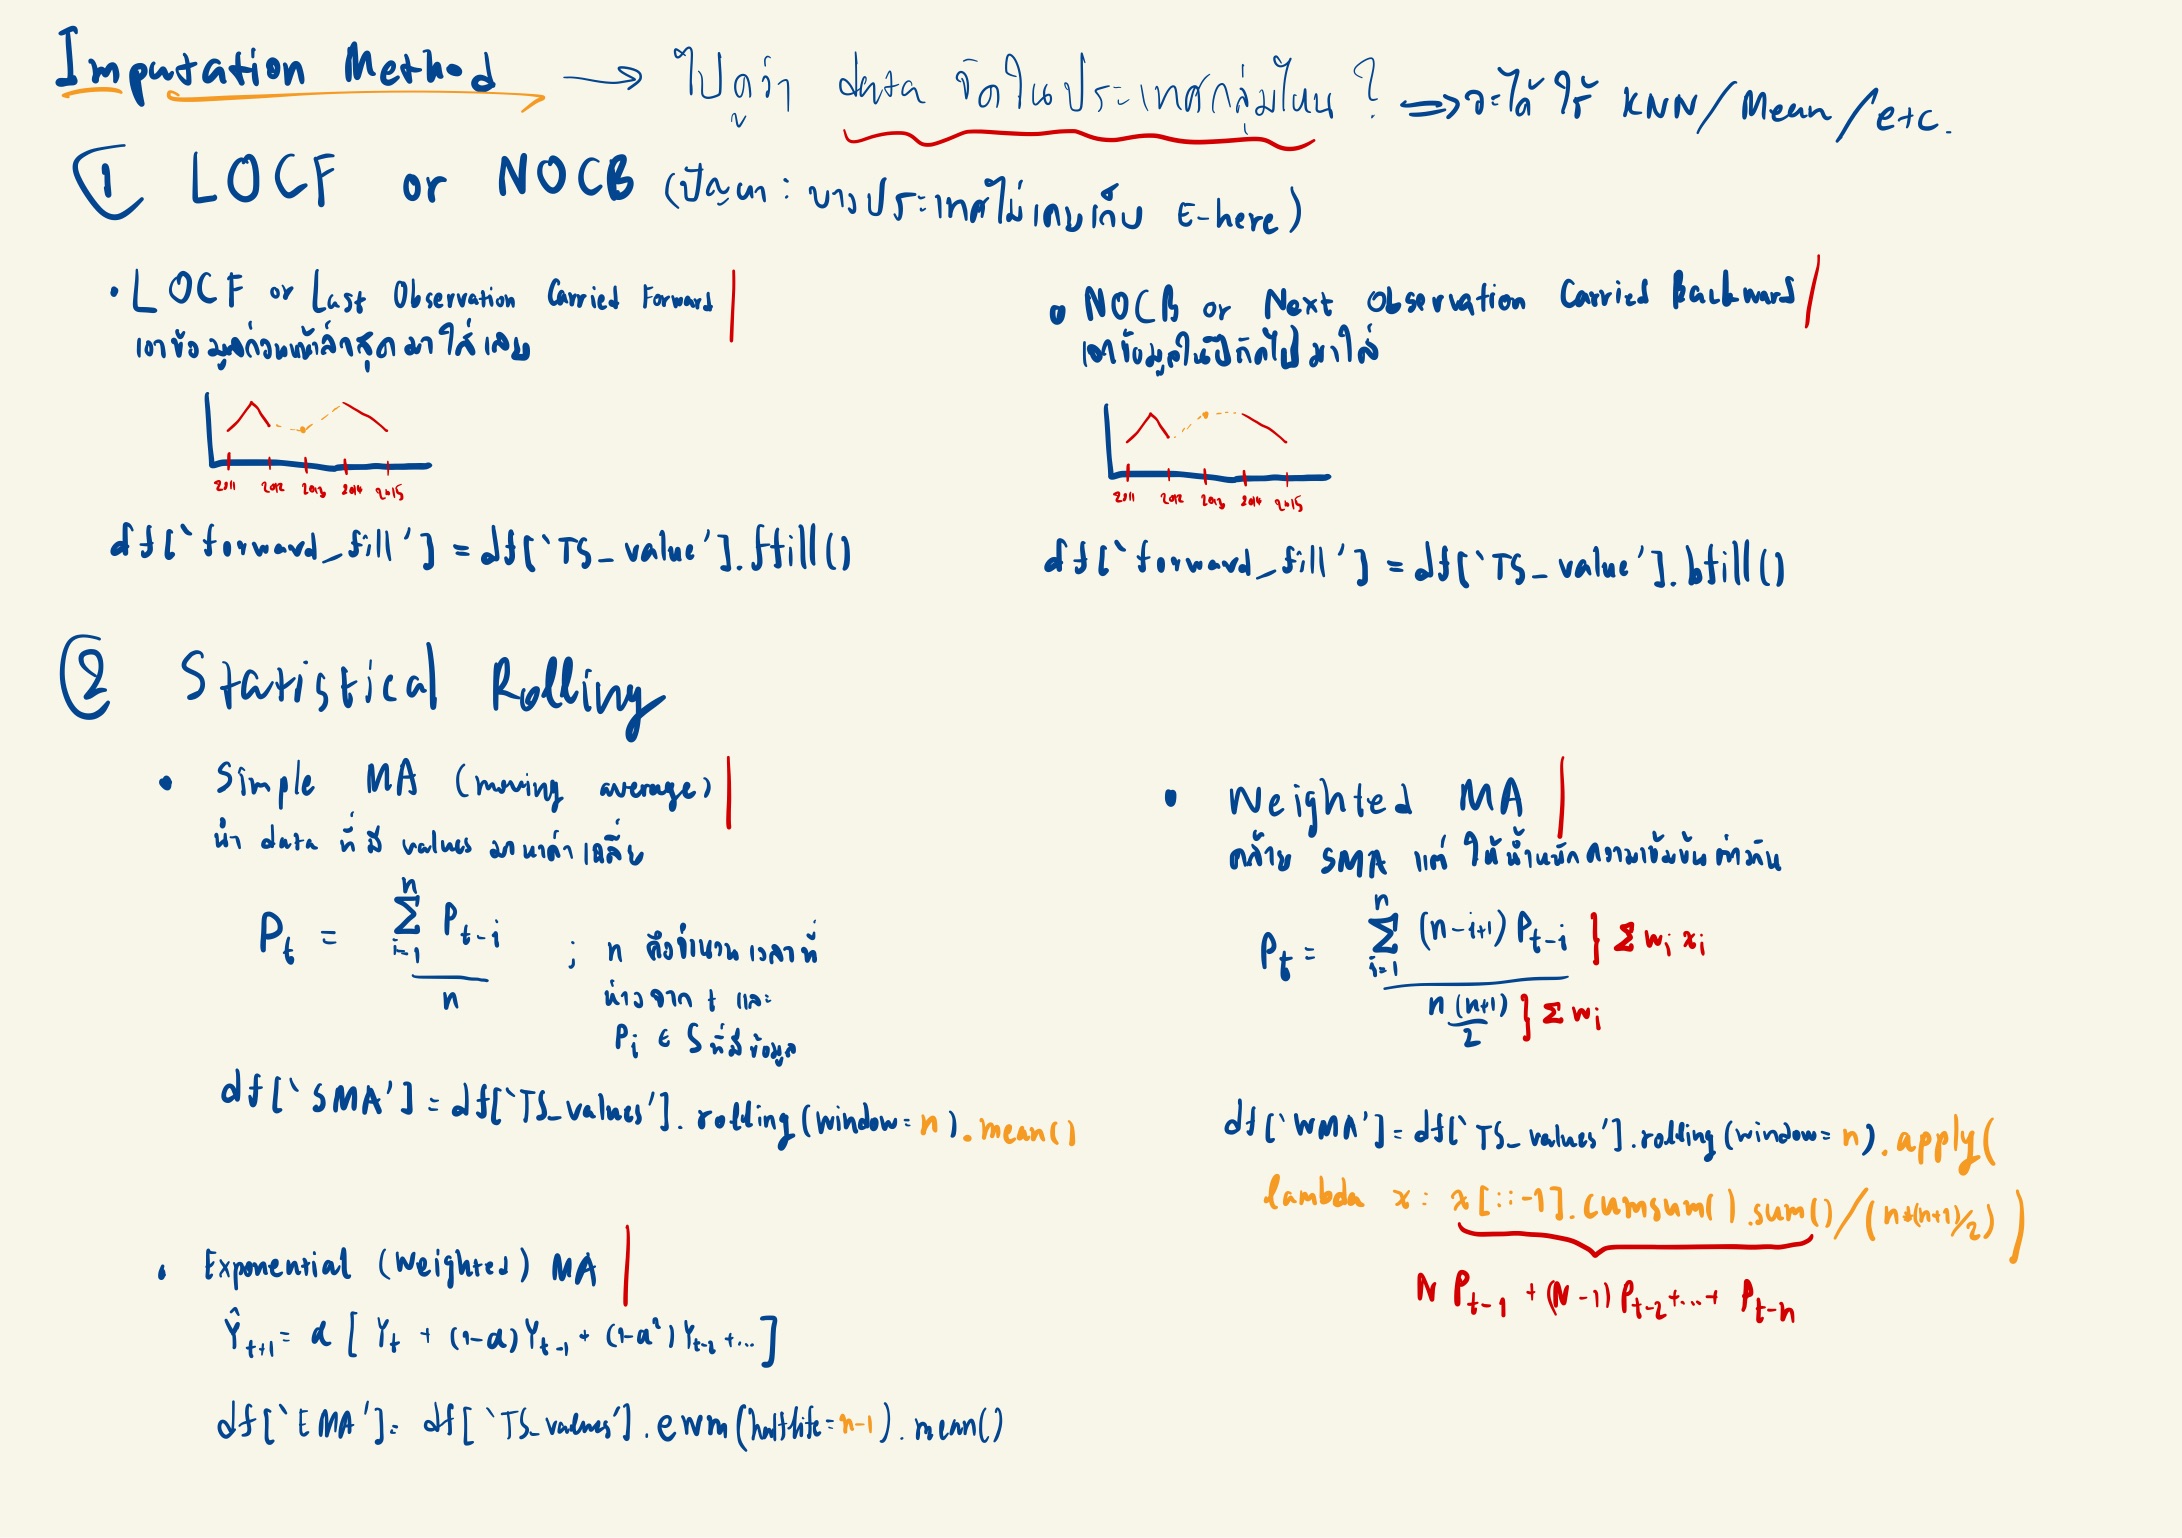 Imputation Method → ไปดูว่า data จัดในประเทศกลุ่มไหน ? ⇒ จะได้ ใช้ KNN/Mean/etc.
① LOCF or NOCB (ปัญหา : บางประเทศไม่เคยเก็บ E-here)
• LOCF or Last Observation Carried Forward
เอาข้อมูลก่อนหน้าล่าสุดมาใส่เลย
2011 2012 2013 2014 2015
df[`forward_fill'] = df[`TS_value'].ffill()
• NOCB or Next Observation Carried Backward
เอาข้อมูลในปีถัดไปมาใส่
2011 2012 2013 2014 2015
df[`forward_fill'] = df[`TS_value'].bfill()
② Statistical Rolling
• Simple MA (moving average)
นำ data ที่มี values มาหาค่าเฉลี่ย
P_t = \frac{\sum_{i=1}^{n} P_{t-i}}{n} ; n คือจำนวนเวลาที่
ห่างจาก t และ
P_i ∈ S ที่มีข้อมูล
df[`SMA'] = df[`TS_values'].rolling(window=n).mean()
• Weighted MA
คล้าย SMA แต่ ให้น้ำหนักความเข้มข้นต่างกัน
P_t = \frac{\sum_{i=1}^{n} (n-i+1) P_{t-i}}{\frac{n(n+1)}{2}} } Σ w_i x_i
} Σ w_i
df[`WMA'] = df[`TS_values'].rolling(window=n).apply(
lambda x: x[::-1].cumsum().sum()/(n*(n+1)/2))
N P_{t-1} + (N-1) P_{t-2} + ... + P_{t-n}
• Exponential (Weighted) MA
Ŷ_{t+1} = α [ Y_t + (1-α)Y_{t-1} + (1-α²)Y_{t-2} + ... ]
df[`EMA'] = df[`TS_values'].ewm(halflife=n-1).mean()